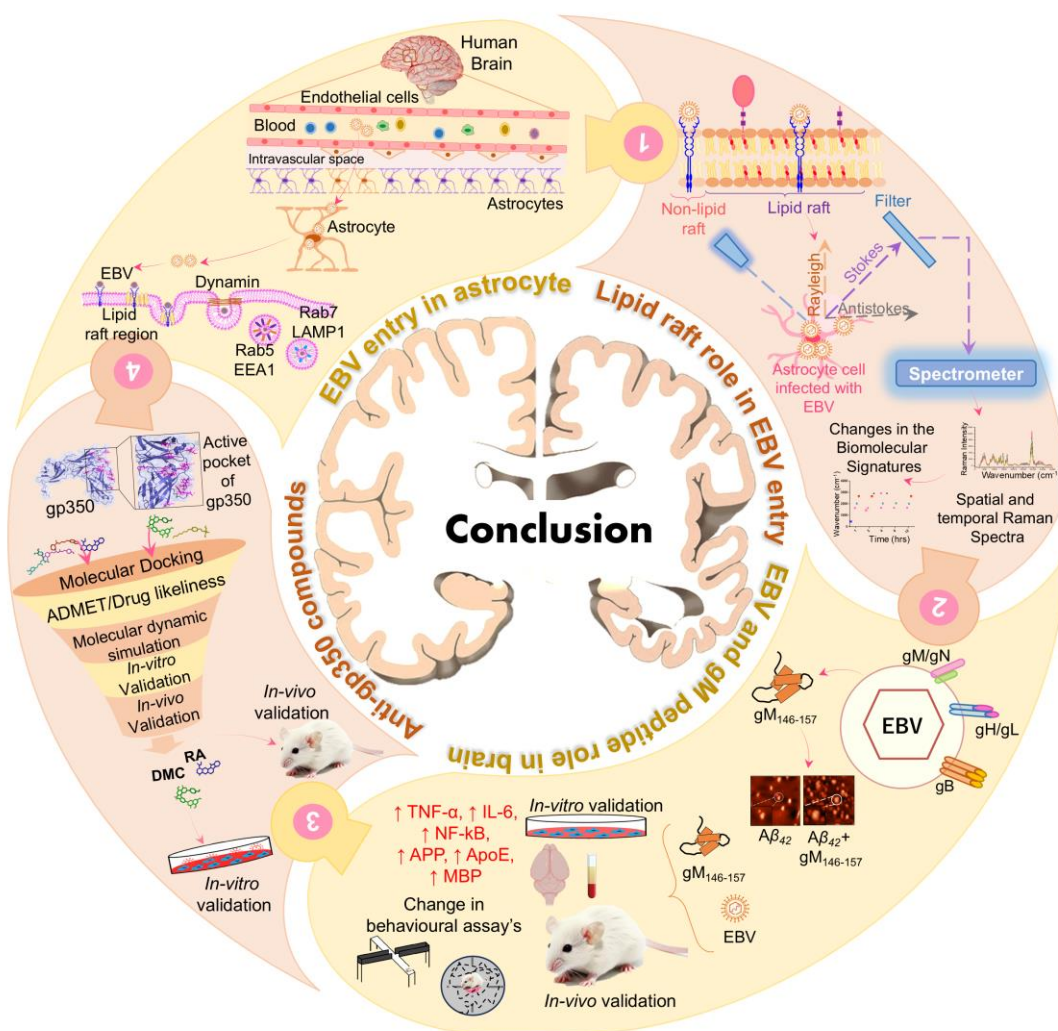 Human
Brain
Endothelial cells
Blood
Intravascular space
Astrocytes
Astrocyte
EBV
Dynamin
Lipid
raft region
Rab7
LAMP1
Rab5
EEA1
EBV entry in astrocyte
1
Non-lipid
raft
Lipid raft
Filter
Rayleigh
Stokes
Antistokes
Astrocyte cell
infected with
EBV
Spectrometer
Changes in the
Biomolecular
Signatures
Raman Intensity
Wavenumber (cm⁻¹)
Wavenumber (cm⁻¹)
Time (hrs)
Spatial and
temporal Raman
Spectra
Lipid raft role in EBV entry
2
gM/gN
gM₁₄₆₋₁₅₇
EBV
gH/gL
gB
Aβ₄₂
Aβ₄₂+
gM₁₄₆₋₁₅₇
EBV and gM peptide role in brain
In-vitro validation
↑ TNF-α, ↑ IL-6,
↑ NF-kB,
↑ APP, ↑ ApoE,
↑ MBP
gM₁₄₆₋₁₅₇
Change in
behavioural assay's
EBV
In-vivo validation
3
4
gp350
Active
pocket
of
gp350
Molecular Docking
ADMET/Drug likeliness
Molecular dynamic
simulation
In-vitro
Validation
In-vivo
Validation
In-vivo
validation
RA
DMC
In-vitro
validation
Anti-gp350 compounds
Conclusion